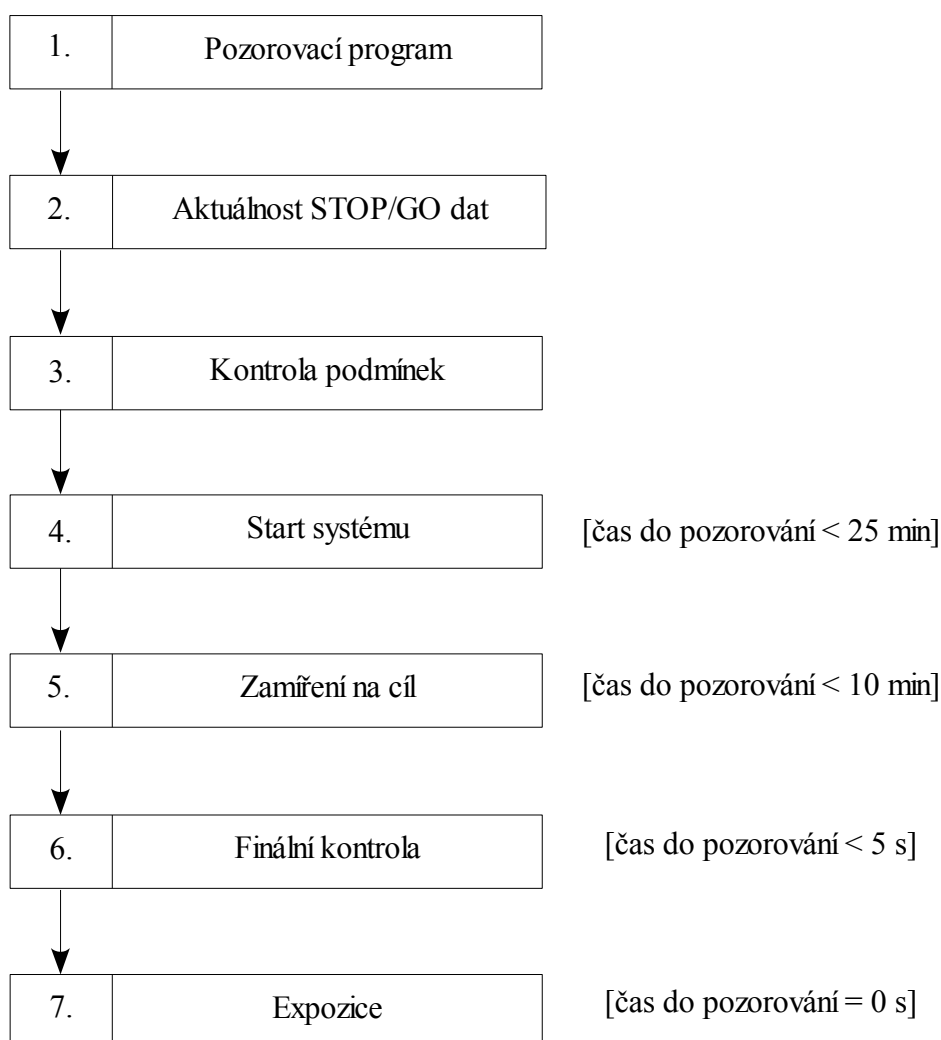 1. Pozorovací program
2. Aktuálnost STOP/GO dat
3. Kontrola podmínek
4. Start systému [čas do pozorování < 25 min]
5. Zamíření na cíl [čas do pozorování < 10 min]
6. Finální kontrola [čas do pozorování < 5 s]
7. Expozice [čas do pozorování = 0 s]